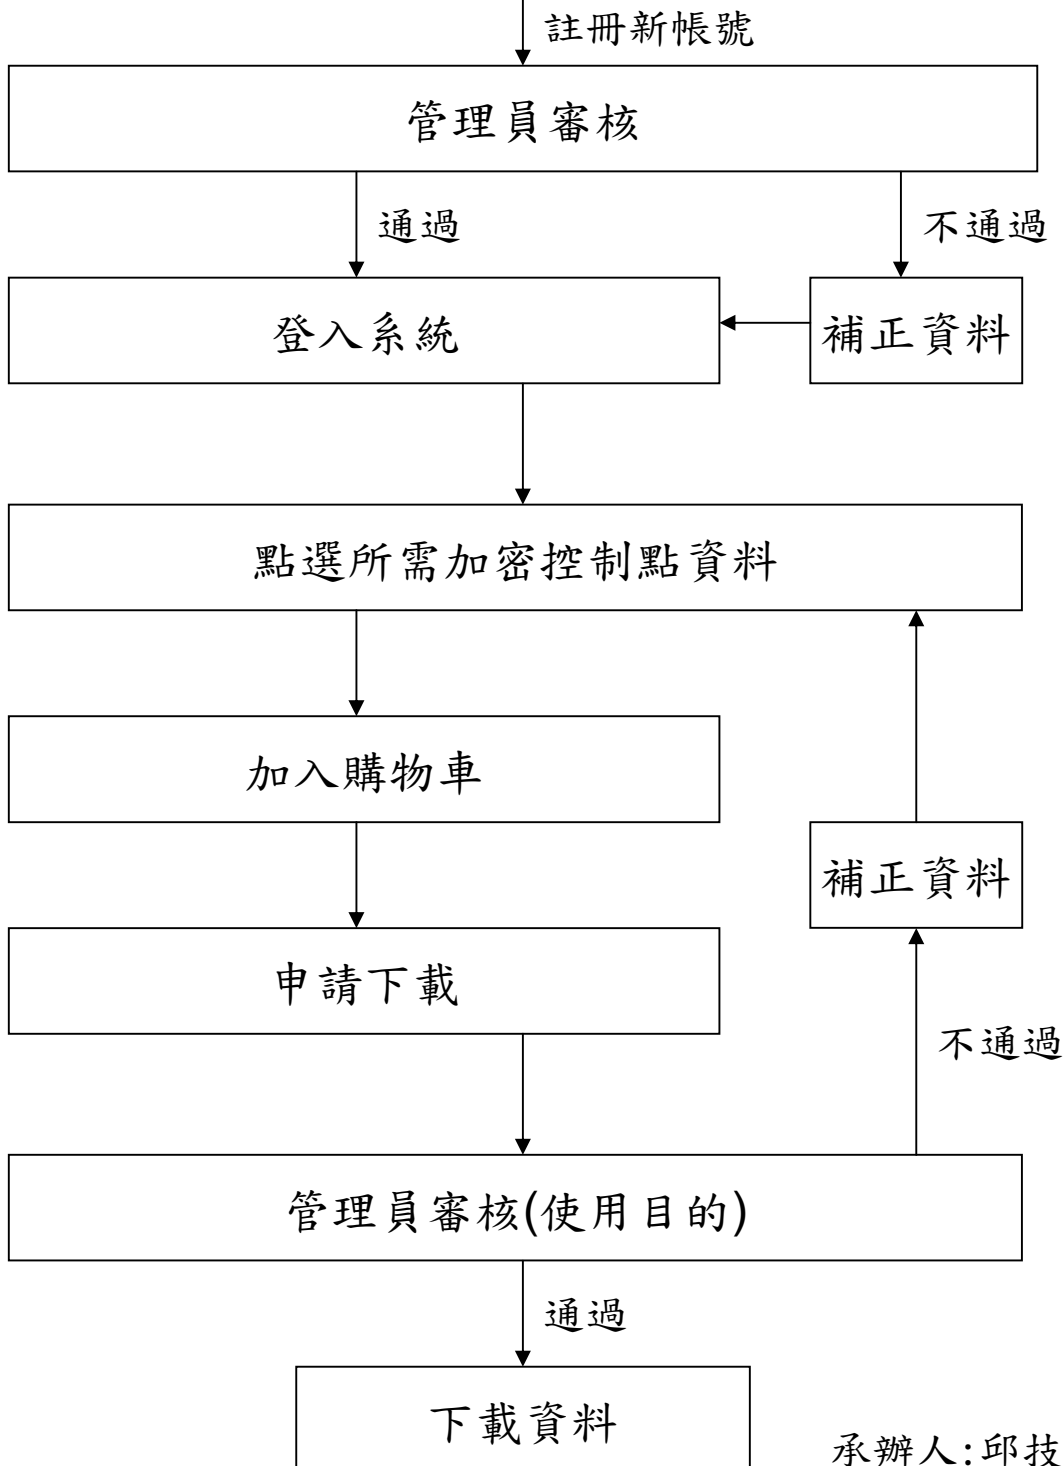 註冊新帳號
管理員審核
通過
不通過
登入系統
補正資料
點選所需加密控制點資料
加入購物車
補正資料
申請下載
不通過
管理員審核(使用目的)
通過
下載資料
承辦人:邱技